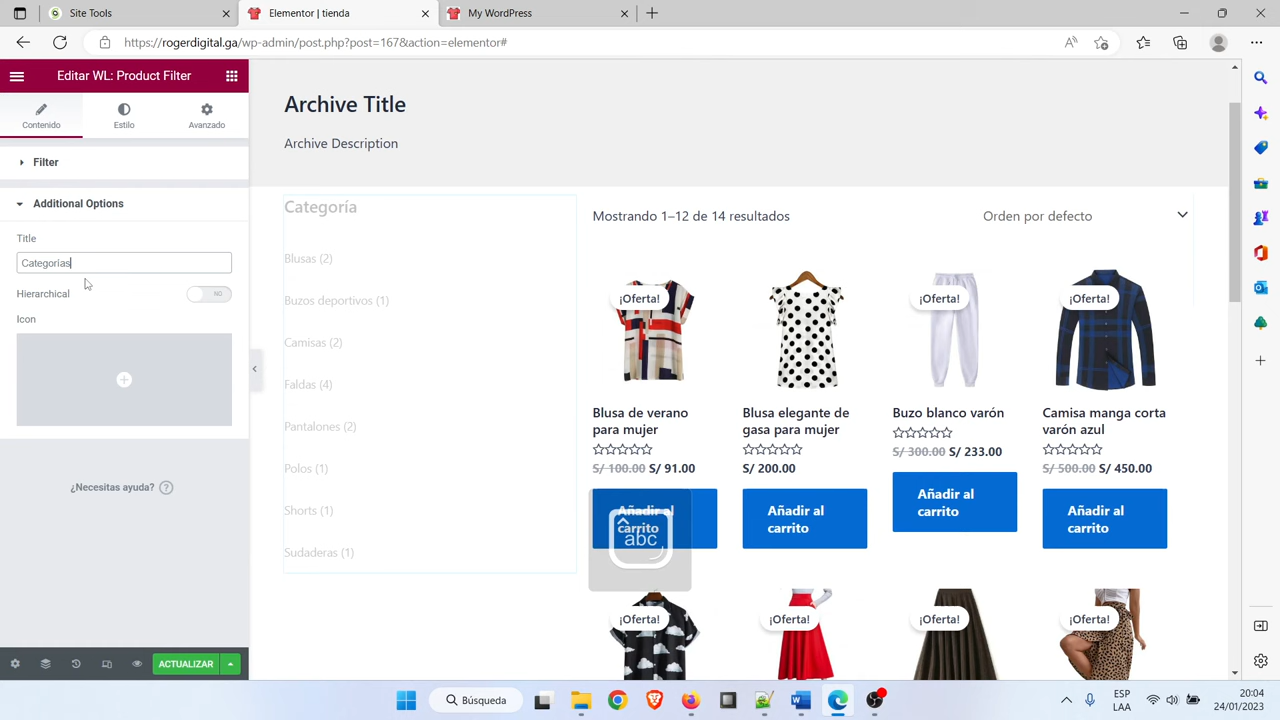 Site Tools
Elementor | tienda
My WordPress
https://rogerdigital.ga/wp-admin/post.php?post=167&action=elementor#
Editar WL: Product Filter
Contenido
Estilo
Avanzado
Filter
Additional Options
Title
Categorías
Hierarchical
NO
Icon
¿Necesitas ayuda? ?
ACTUALIZAR
Archive Title
Archive Description
Categoría
Blusas (2)
Buzos deportivos (1)
Camisas (2)
Faldas (4)
Pantalones (2)
Polos (1)
Shorts (1)
Sudaderas (1)
Mostrando 1–12 de 14 resultados
Orden por defecto
¡Oferta!
Blusa de verano
para mujer
S/ 100.00 S/ 91.00
Añadir al
carrito
Blusa elegante de
gasa para mujer
S/ 200.00
Añadir al
carrito
¡Oferta!
Buzo blanco varón
S/ 300.00 S/ 233.00
Añadir al
carrito
¡Oferta!
Camisa manga corta
varón azul
S/ 500.00 S/ 450.00
Añadir al
carrito
abc
¡Oferta!
¡Oferta!
¡Oferta!
¡Oferta!
Búsqueda
ESP
LAA
20:04
24/01/2023